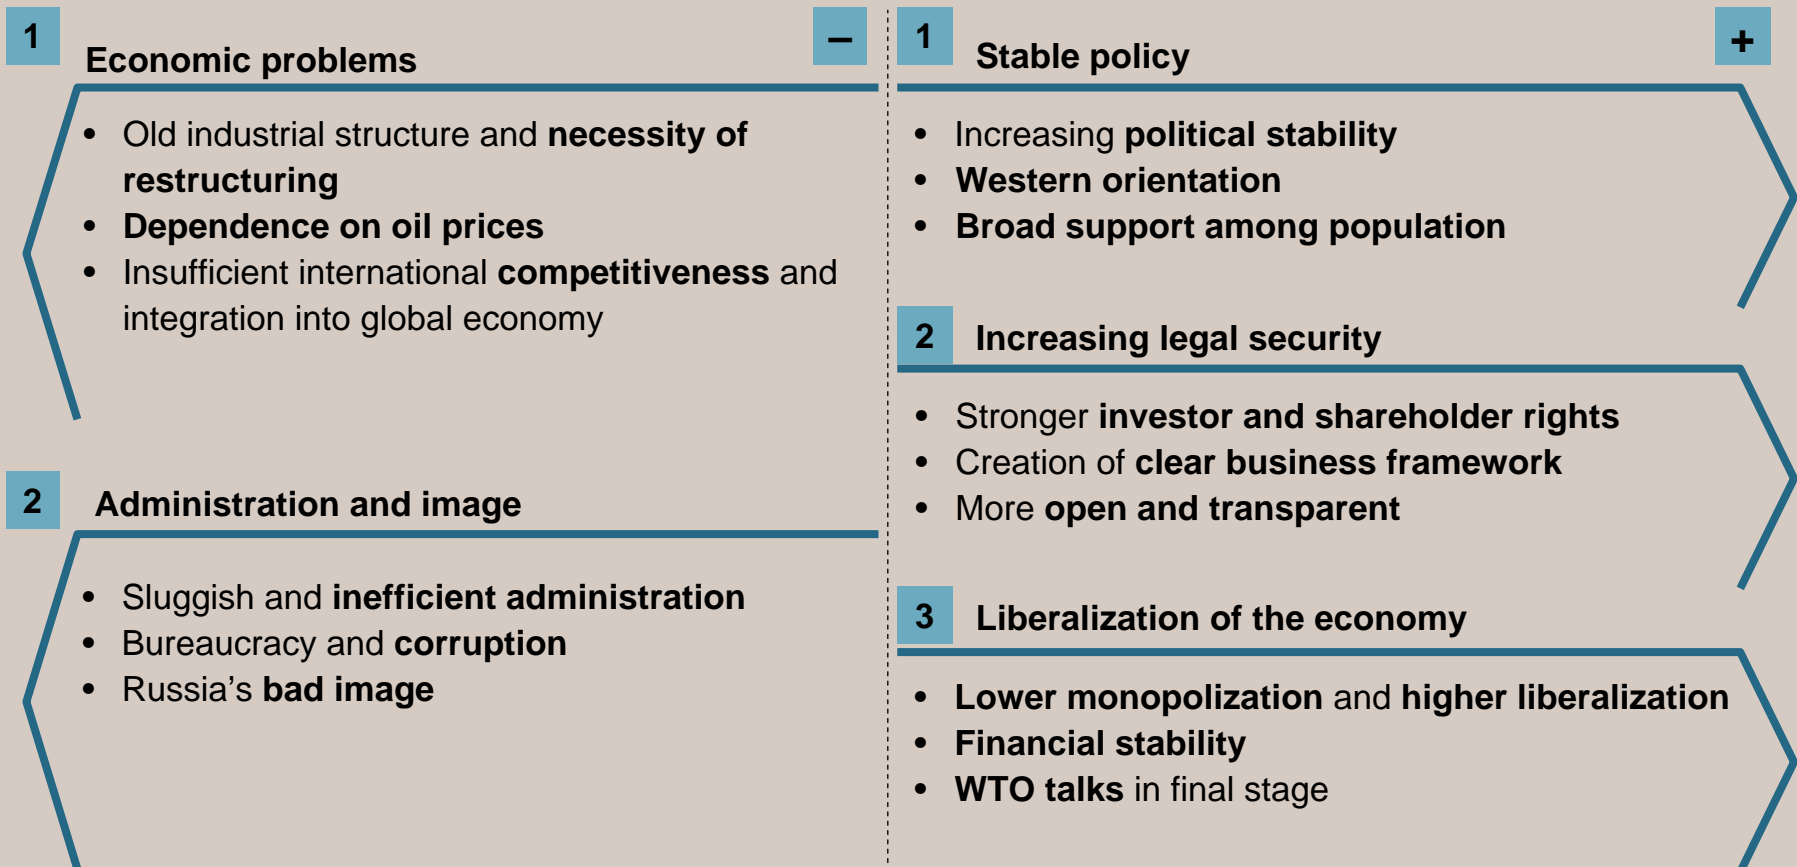 1
Economic problems
–
• Old industrial structure and necessity of
restructuring
• Dependence on oil prices
• Insufficient international competitiveness and
integration into global economy
2
Administration and image
• Sluggish and inefficient administration
• Bureaucracy and corruption
• Russia's bad image
1
Stable policy
+
• Increasing political stability
• Western orientation
• Broad support among population
2
Increasing legal security
• Stronger investor and shareholder rights
• Creation of clear business framework
• More open and transparent
3
Liberalization of the economy
• Lower monopolization and higher liberalization
• Financial stability
• WTO talks in final stage